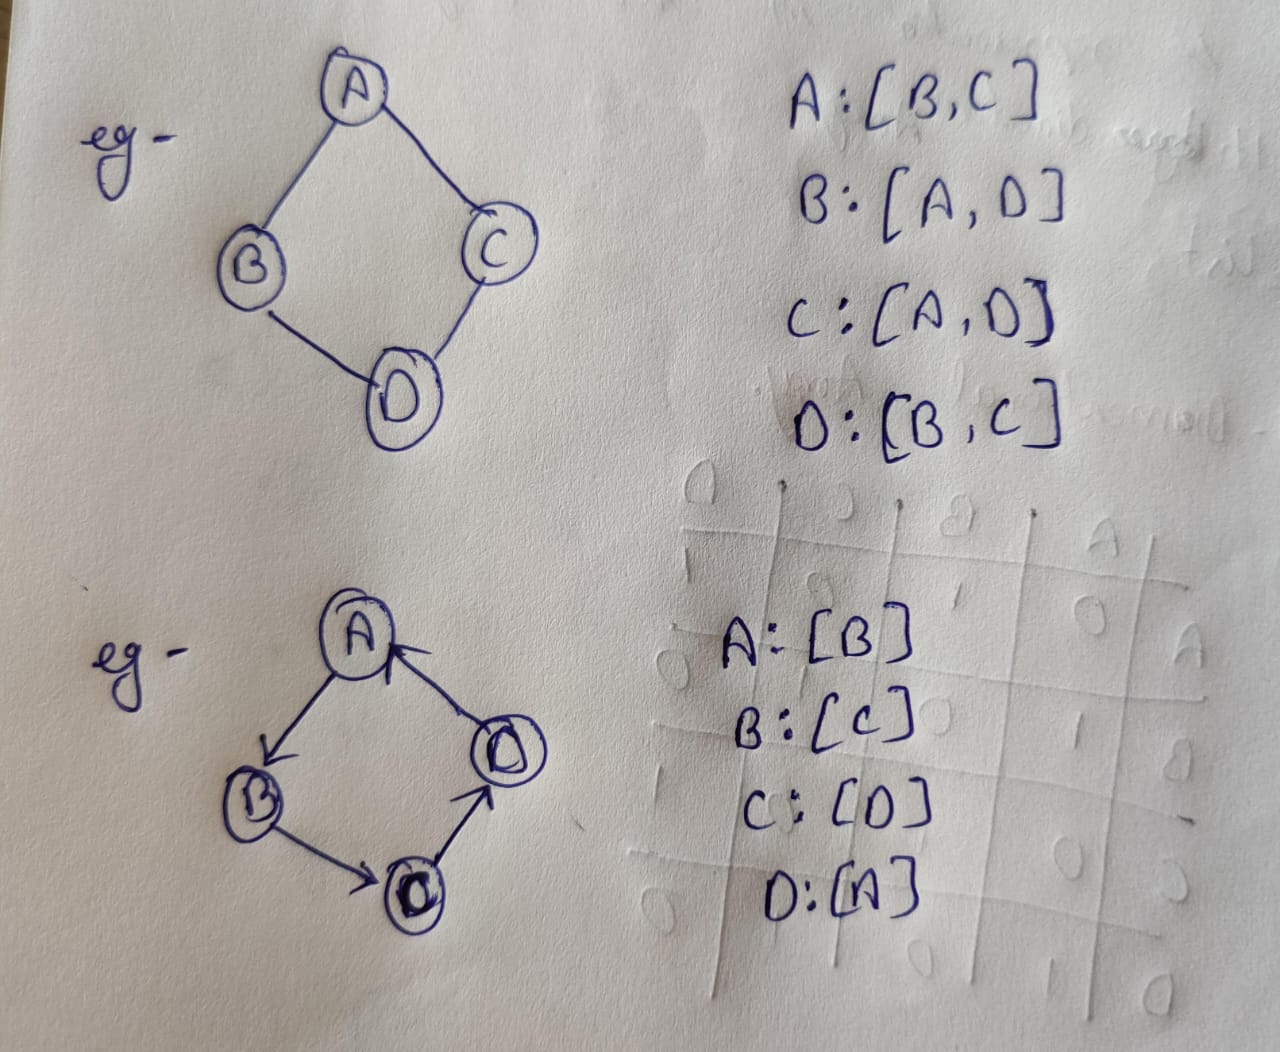 eg-
A
B
C
D
A:[B,C]
B:[A,D]
C:[A,D]
D:[B,C]
eg-
A
B
D
C
A:[B]
B:[C]
C:[D]
D:[A]